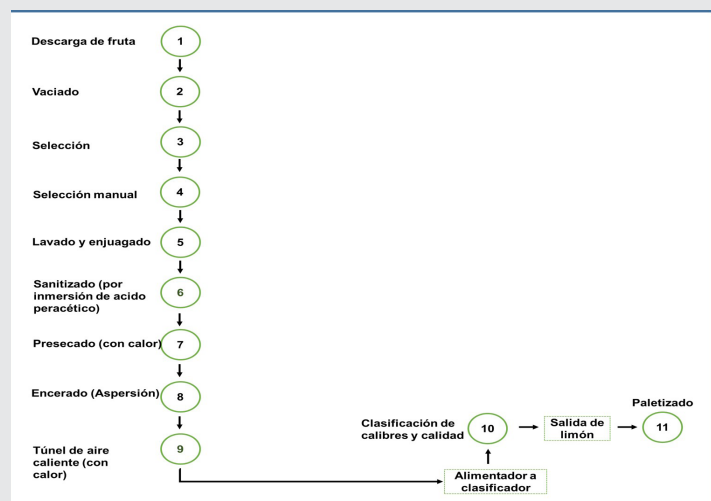 Descarga de fruta
1
Vaciado
2
Selección
3
Selección manual
4
Lavado y enjuagado
5
Sanitizado (por
inmersión de acido
peracético)
6
Presecado (con calor)
7
Encerado (Aspersión)
8
Túnel de aire
caliente (con
calor)
9
Alimentador a
clasificador
Clasificación de
calibres y calidad
10
Salida de
limón
Paletizado
11